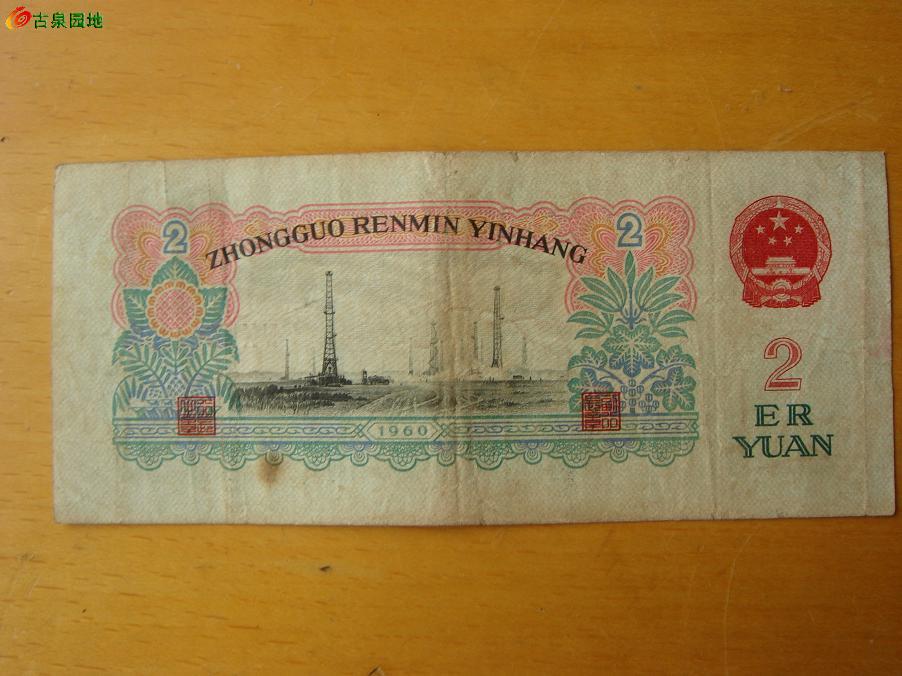 古泉园地
ZHONGGUO RENMIN YINHANG
2
2
1960
2
ER
YUAN